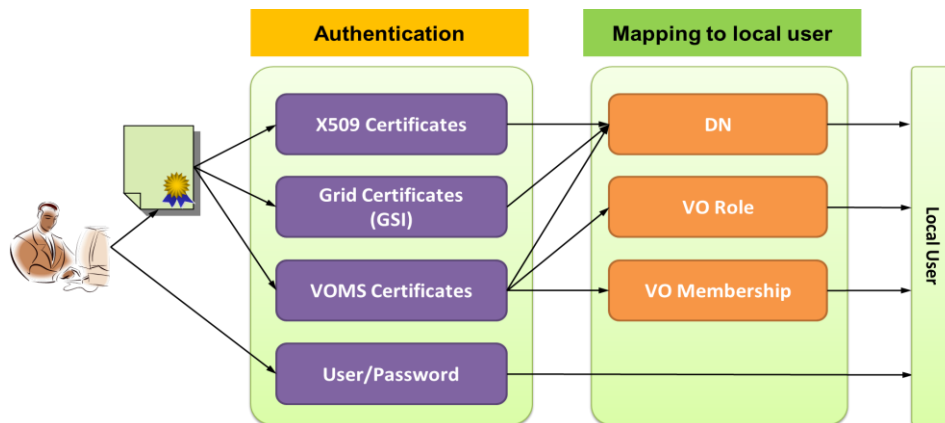 Authentication
Mapping to local user
X509 Certificates
DN
Grid Certificates
(GSI)
VO Role
VOMS Certificates
VO Membership
User/Password
Local User